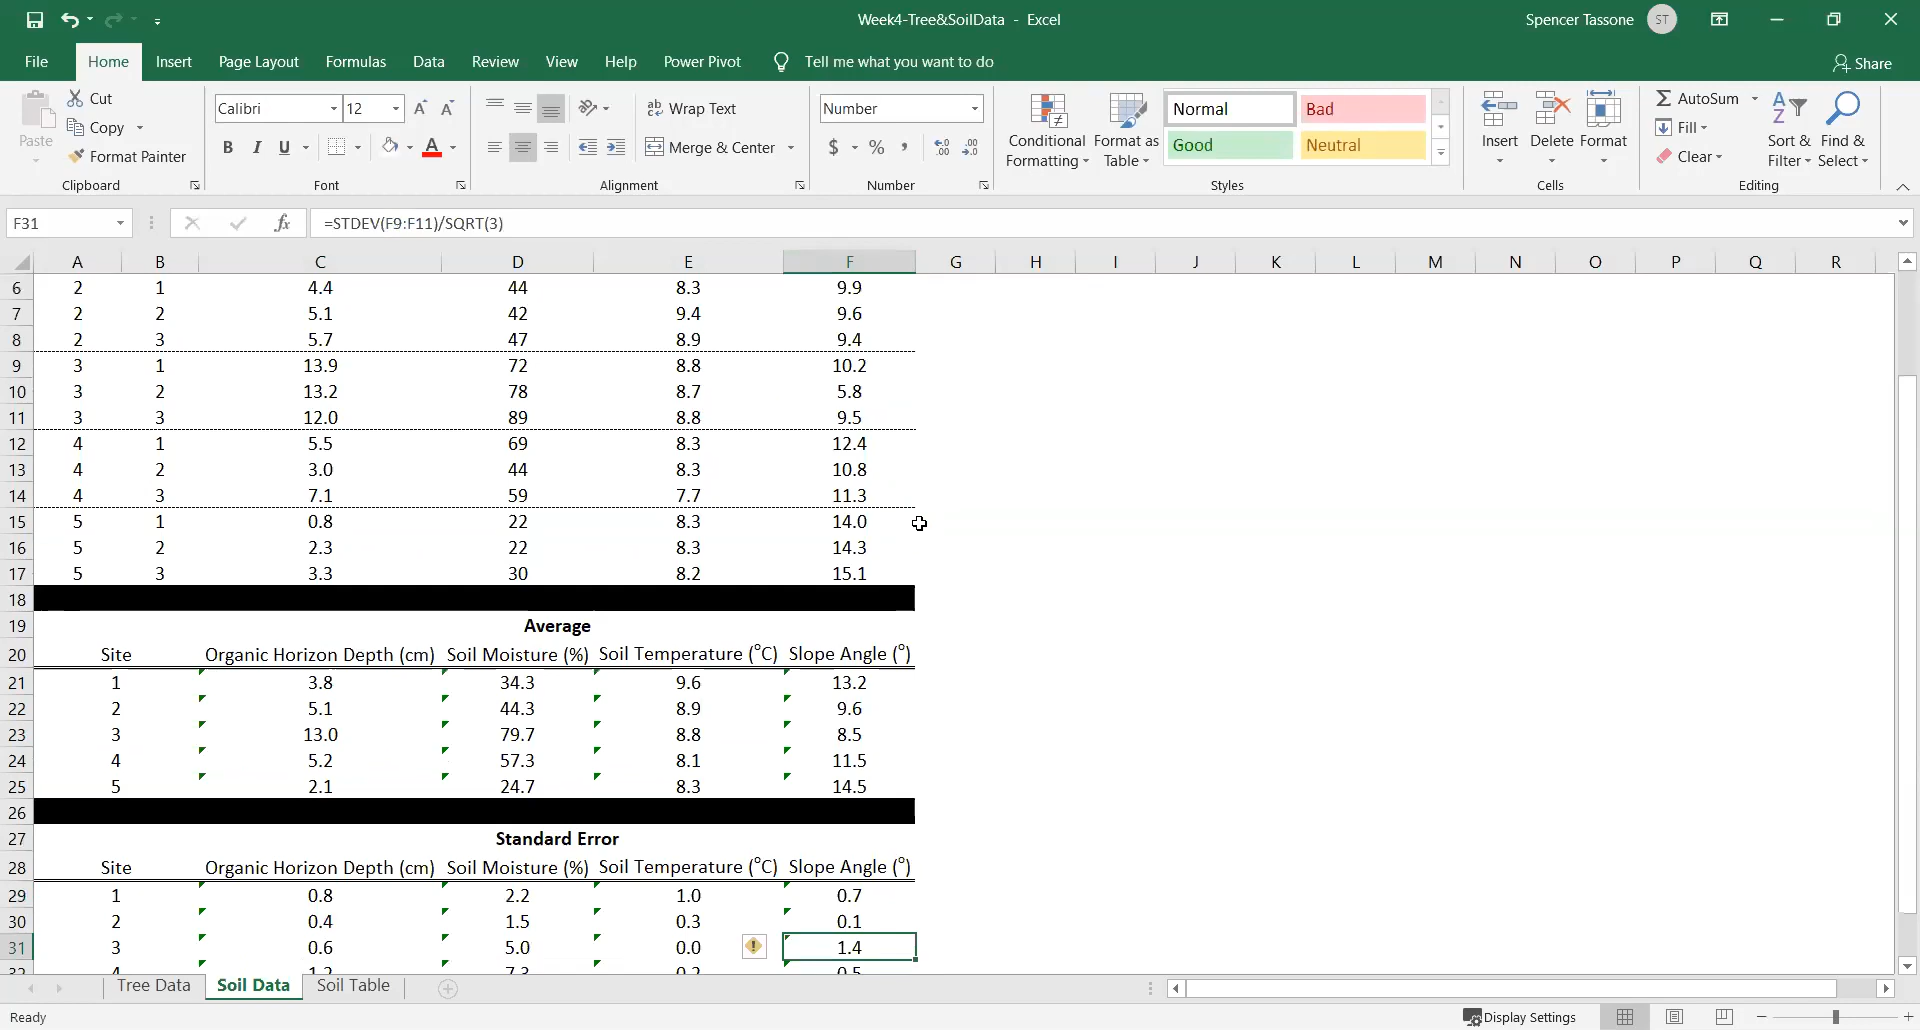 Week4-Tree&SoilData - Excel
Spencer Tassone ST
File Home Insert Page Layout Formulas Data Review View Help Power Pivot Tell me what you want to do Share
Paste
Cut
Copy
Format Painter
Clipboard
Calibri 12 A A
B I U A
Font
ab Wrap Text
Merge & Center
Alignment
Number
$ % ,
Number
Conditional Formatting
Format as Table
Normal Bad
Good Neutral
Styles
Insert Delete Format
Cells
AutoSum
Fill
Clear
Sort & Filter
Find & Select
Editing
F31 fx =STDEV(F9:F11)/SQRT(3)
A B C D E F G H I J K L M N O P Q R
6 2 1 4.4 44 8.3 9.9
7 2 2 5.1 42 9.4 9.6
8 2 3 5.7 47 8.9 9.4
9 3 1 13.9 72 8.8 10.2
10 3 2 13.2 78 8.7 5.8
11 3 3 12.0 89 8.8 9.5
12 4 1 5.5 69 8.3 12.4
13 4 2 3.0 44 8.3 10.8
14 4 3 7.1 59 7.7 11.3
15 5 1 0.8 22 8.3 14.0
16 5 2 2.3 22 8.3 14.3
17 5 3 3.3 30 8.2 15.1
18
19 Average
20 Site Organic Horizon Depth (cm) Soil Moisture (%) Soil Temperature (°C) Slope Angle (°)
21 1 3.8 34.3 9.6 13.2
22 2 5.1 44.3 8.9 9.6
23 3 13.0 79.7 8.8 8.5
24 4 5.2 57.3 8.1 11.5
25 5 2.1 24.7 8.3 14.5
26
27 Standard Error
28 Site Organic Horizon Depth (cm) Soil Moisture (%) Soil Temperature (°C) Slope Angle (°)
29 1 0.8 2.2 1.0 0.7
30 2 0.4 1.5 0.3 0.1
31 3 0.6 5.0 0.0 1.4
32 4 1.2 7.3 0.2 0.5
Tree Data Soil Data Soil Table
Ready Display Settings